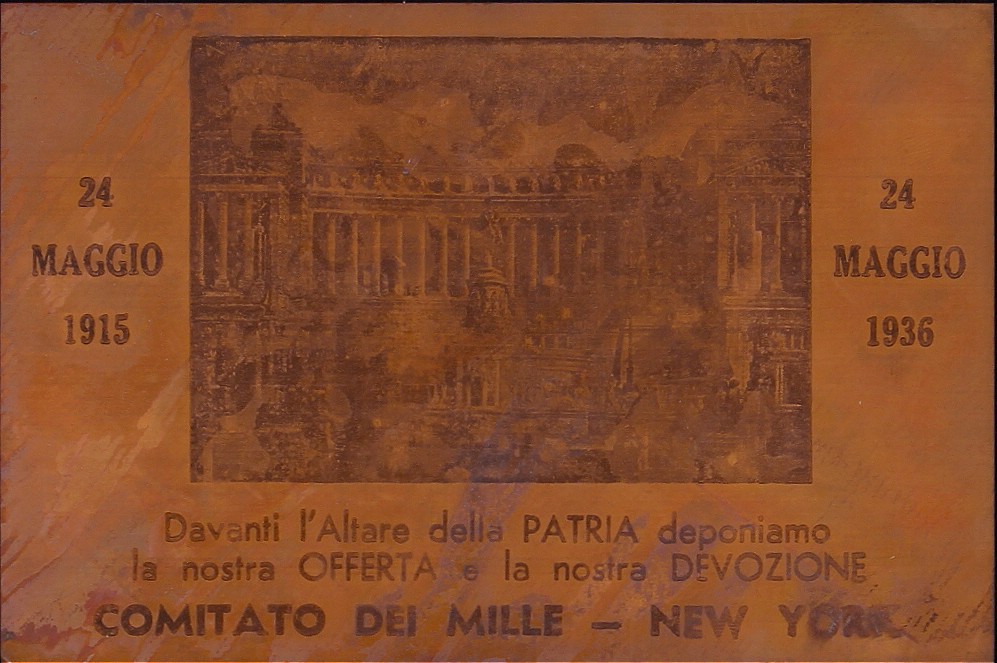 24
MAGGIO
1915
24
MAGGIO
1936
Davanti l'Altare della PATRIA deponiamo
la nostra OFFERTA e la nostra DEVOZIONE
COMITATO DEI MILLE – NEW YORK